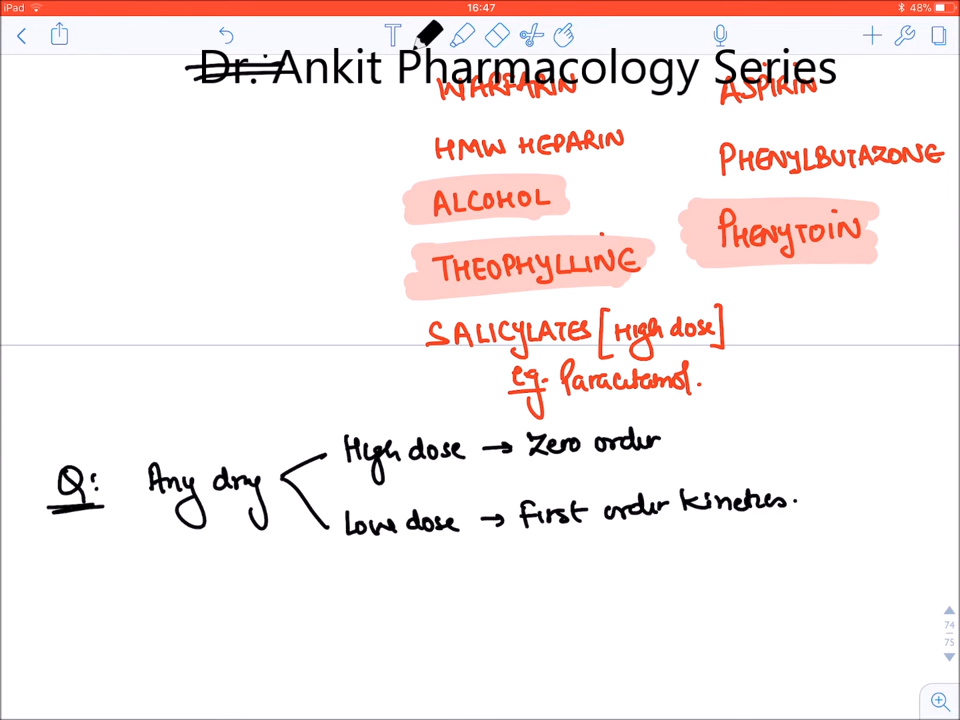 iPad 16:47 48%
T
Dr. Ankit Pharmacology Series
WARFARIN ASPIRIN
HMW HEPARIN PHENYLBUTAZONE
ALCOHOL PHENYTOIN
THEOPHYLLINE
SALICYLATES [High dose]
eg. Paracetamol.
Q: Any drug High dose → Zero order
Low dose → First order kinetics.
74
75